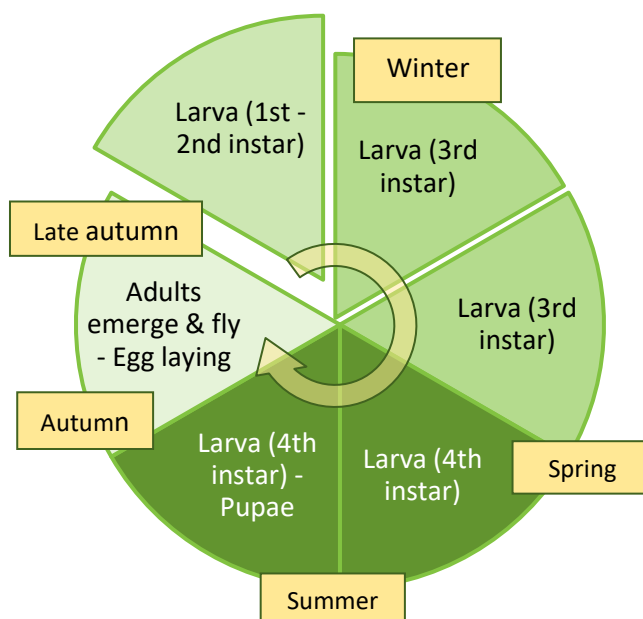 Winter
Larva (1st -
2nd instar)
Larva (3rd
instar)
Late autumn
Larva (3rd
instar)
Adults
emerge & fly
- Egg laying
Autumn
Larva (4th
instar) -
Pupae
Larva (4th
instar)
Spring
Summer